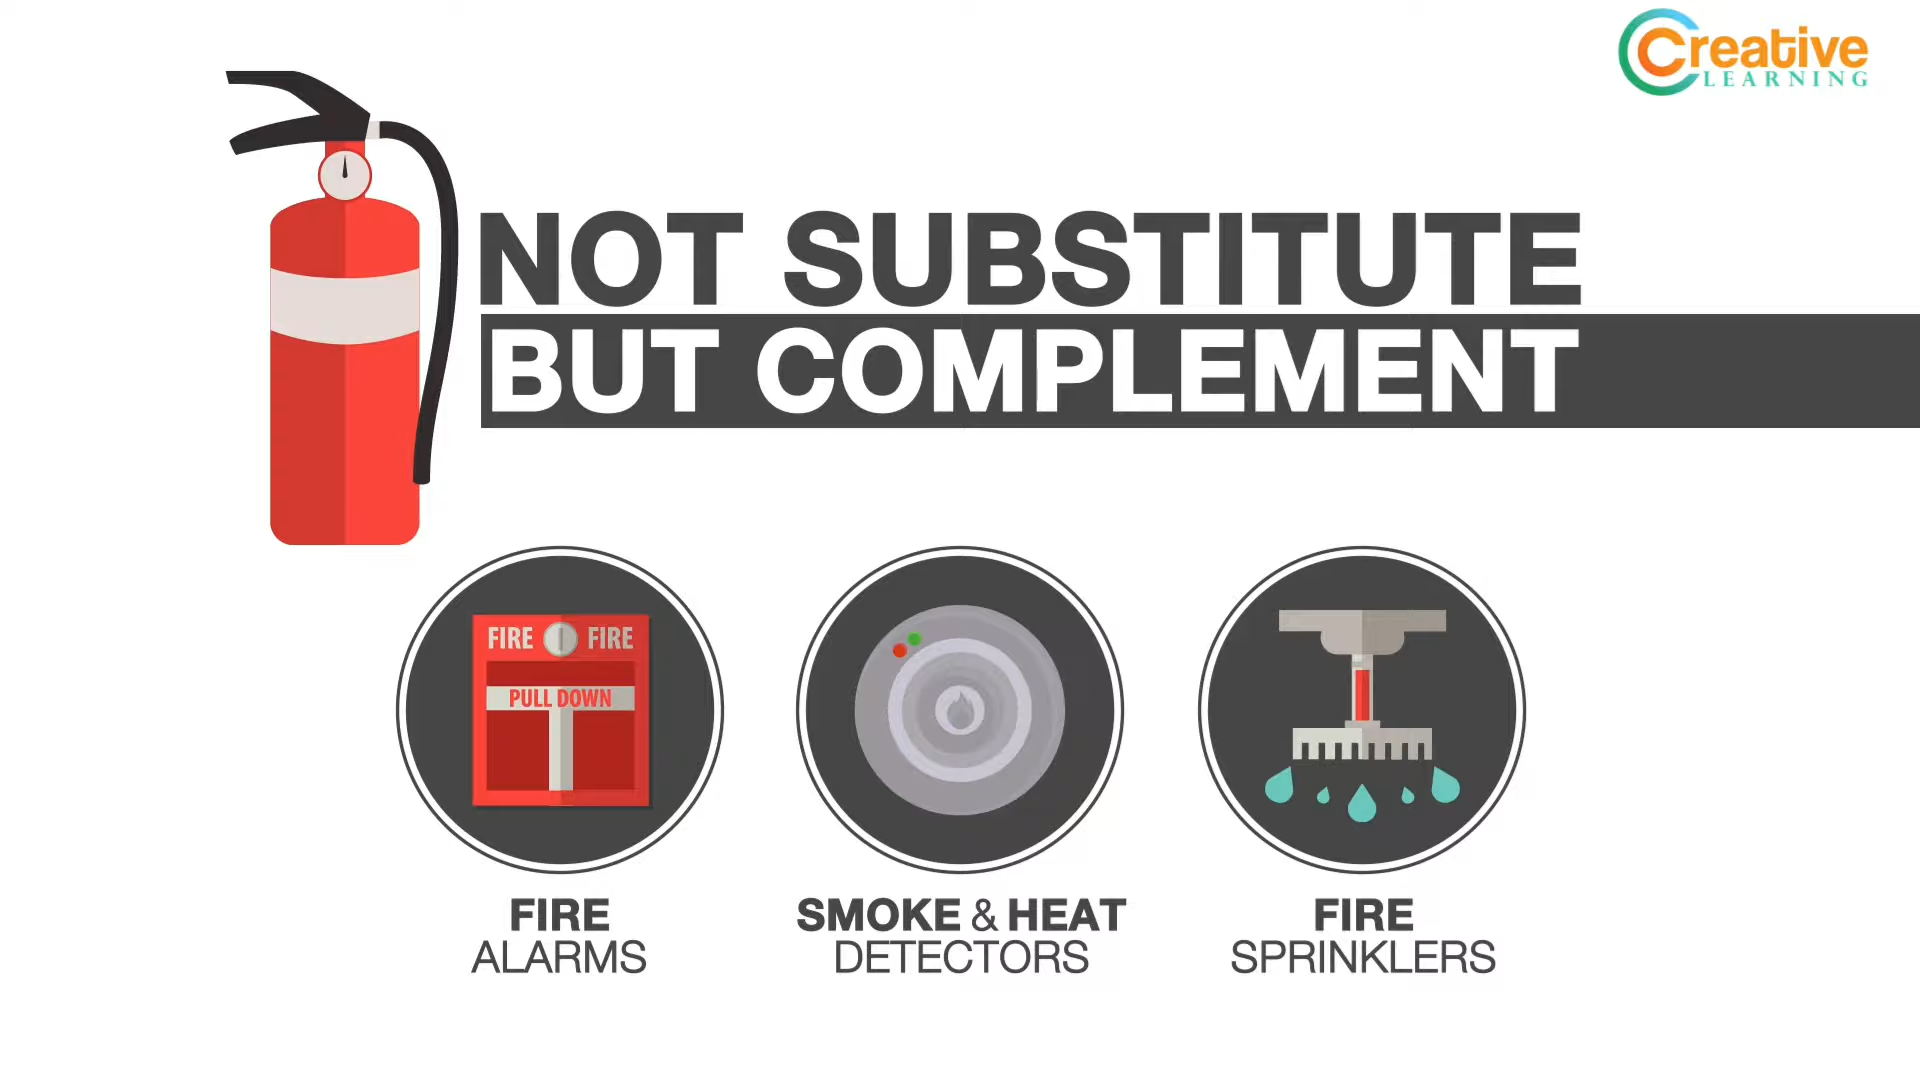 Creative
LEARNING
NOT SUBSTITUTE
BUT COMPLEMENT
FIRE FIRE
PULL DOWN
FIRE
ALARMS
SMOKE & HEAT
DETECTORS
FIRE
SPRINKLERS